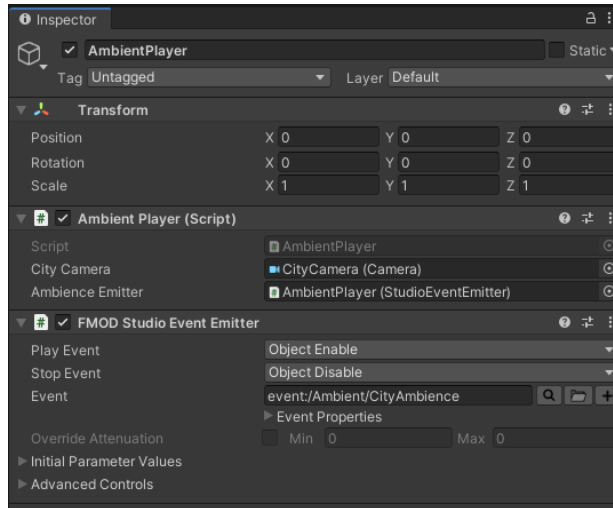 Inspector
AmbientPlayer Static
Tag Untagged Layer Default
Transform
Position X 0 Y 0 Z 0
Rotation X 0 Y 0 Z 0
Scale X 1 Y 1 Z 1
# Ambient Player (Script)
Script # AmbientPlayer
City Camera CityCamera (Camera)
Ambience Emitter # AmbientPlayer (StudioEventEmitter)
# FMOD Studio Event Emitter
Play Event Object Enable
Stop Event Object Disable
Event event:/Ambient/CityAmbience
Event Properties
Override Attenuation Min 0 Max 0
Initial Parameter Values
Advanced Controls